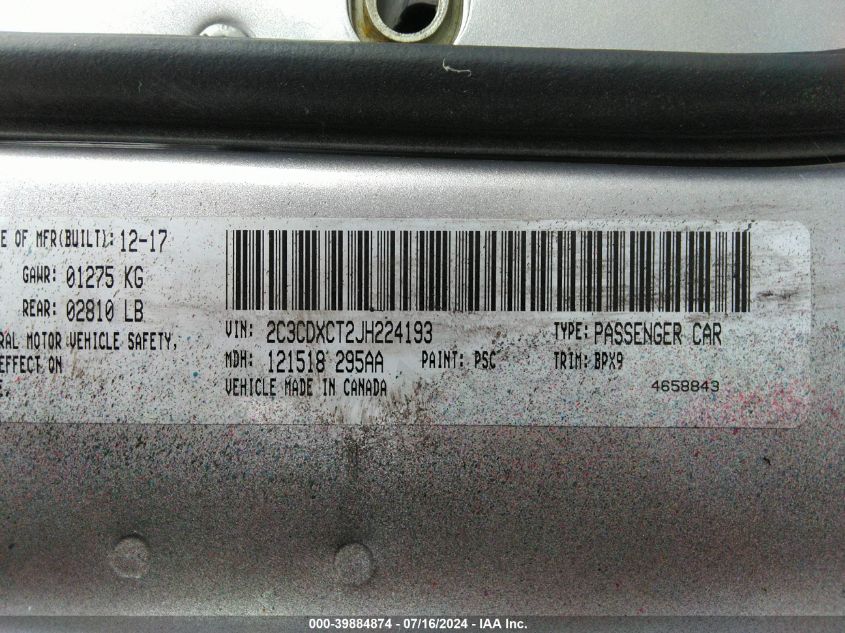 E OF MFR(BUILT): 12-17
GAWR: 01275 KG
REAR: 02810 LB
RAL MOTOR VEHICLE SAFETY,
EFFECT ON
E.
VIN: 2C3CDXCT2JH224193 TYPE: PASSENGER CAR
MDH: 121518 295AA PAINT: PSC TRIM: BPX9
VEHICLE MADE IN CANADA 4658843
000-39884874 - 07/16/2024 - IAA Inc.